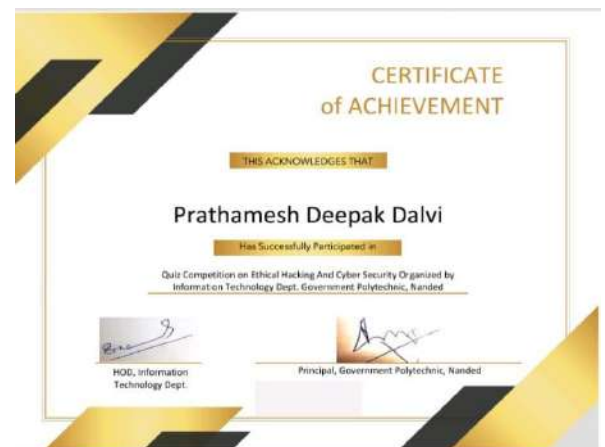 CERTIFICATE
of ACHIEVEMENT
THIS ACKNOWLEDGES THAT
Prathamesh Deepak Dalvi
Has Successfully Participated in
Quiz Competition on Ethical Hacking And Cyber Security Organized by
Information Technology Dept. Government Polytechnic, Nanded
HOD, Information
Technology Dept.
Principal, Government Polytechnic, Nanded